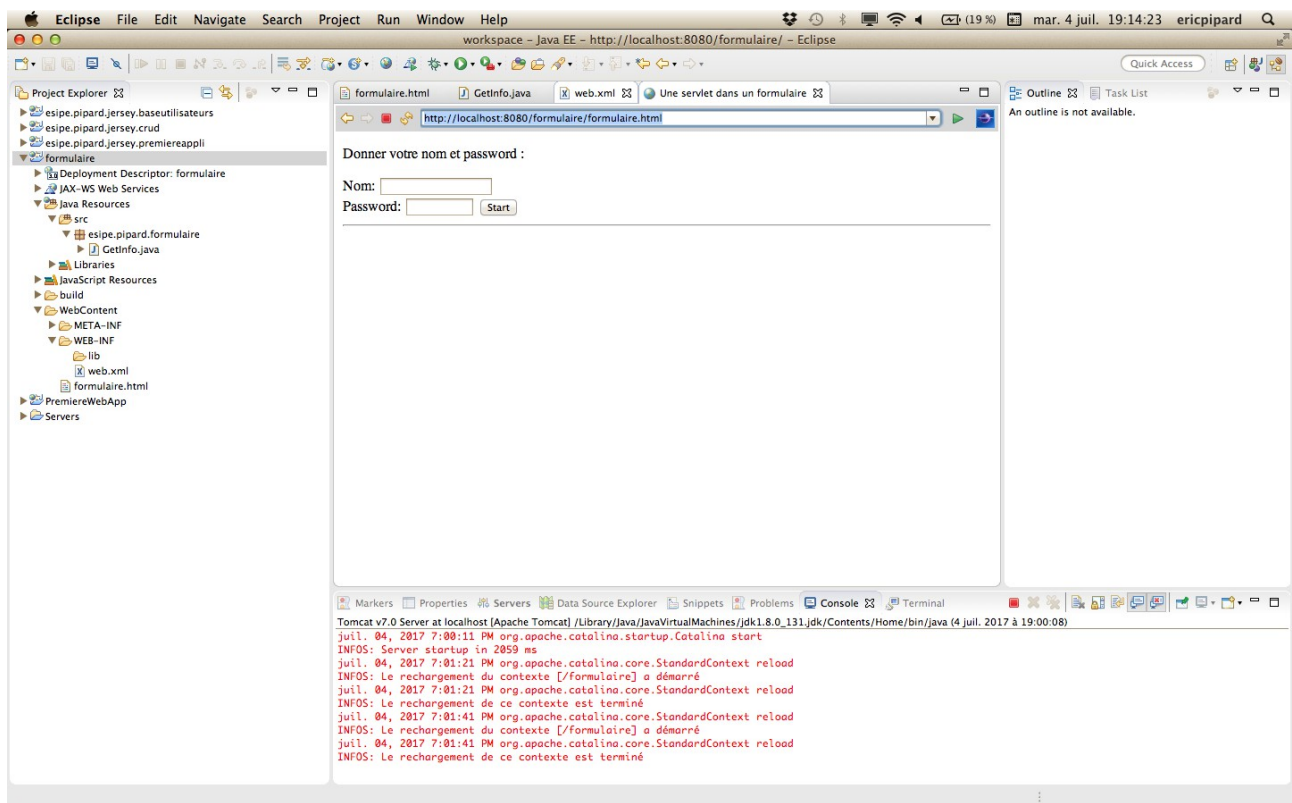 Eclipse File Edit Navigate Search Project Run Window Help (19 %) mar. 4 juil. 19:14:23 ericpipard
workspace – Java EE – http://localhost:8080/formulaire/ – Eclipse
Quick Access
Project Explorer
formulaire.html GetInfo.java web.xml Une servlet dans un formulaire
Outline Task List
esipe.pipard.jersey.baseutilisateurs
esipe.pipard.jersey.crud
esipe.pipard.jersey.premiereappli
formulaire
Deployment Descriptor: formulaire
JAX-WS Web Services
Java Resources
src
esipe.pipard.formulaire
GetInfo.java
Libraries
JavaScript Resources
build
WebContent
META-INF
WEB-INF
lib
web.xml
formulaire.html
PremiereWebApp
Servers
http://localhost:8080/formulaire/formulaire.html
Donner votre nom et password :
Nom:
Password: Start
An outline is not available.
Markers Properties Servers Data Source Explorer Snippets Problems Console Terminal
Tomcat v7.0 Server at localhost [Apache Tomcat] /Library/Java/JavaVirtualMachines/jdk1.8.0_131.jdk/Contents/Home/bin/java (4 juil. 2017 à 19:00:08)
juil. 04, 2017 7:00:11 PM org.apache.catalina.startup.Catalina start
INFOS: Server startup in 2059 ms
juil. 04, 2017 7:01:21 PM org.apache.catalina.core.StandardContext reload
INFOS: Le rechargement du contexte [/formulaire] a démarré
juil. 04, 2017 7:01:21 PM org.apache.catalina.core.StandardContext reload
INFOS: Le rechargement de ce contexte est terminé
juil. 04, 2017 7:01:41 PM org.apache.catalina.core.StandardContext reload
INFOS: Le rechargement du contexte [/formulaire] a démarré
juil. 04, 2017 7:01:41 PM org.apache.catalina.core.StandardContext reload
INFOS: Le rechargement de ce contexte est terminé